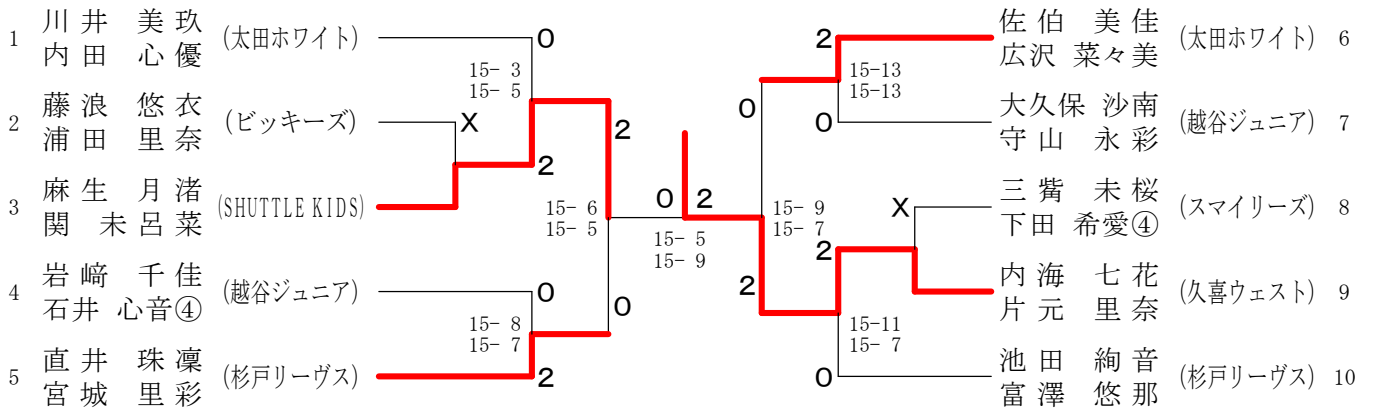 1 川井 美玖 (太田ホワイト)
内田 心優
0
15- 3
15- 5
2 藤浪 悠衣 (ビッキーズ)
浦田 里奈
X
2
2
3 麻生 月渚 (SHUTTLE KIDS)
関 未呂菜
15- 6
15- 5
4 岩﨑 千佳 (越谷ジュニア)
石井 心音④
0
0
15- 8
15- 7
5 直井 珠凜 (杉戸リーヴス)
宮城 里彩
2
0 2
15- 5
15- 9
佐伯 美佳 (太田ホワイト) 6
広沢 菜々美
2
15-13
15-13
0
大久保 沙南 (越谷ジュニア) 7
守山 永彩
0
三觜 未桜 (スマイリーズ) 8
下田 希愛④
X
15- 9
15- 7
2
2
内海 七花 (久喜ウェスト) 9
片元 里奈
15-11
15- 7
池田 絢音 (杉戸リーヴス) 10
富澤 悠那
0